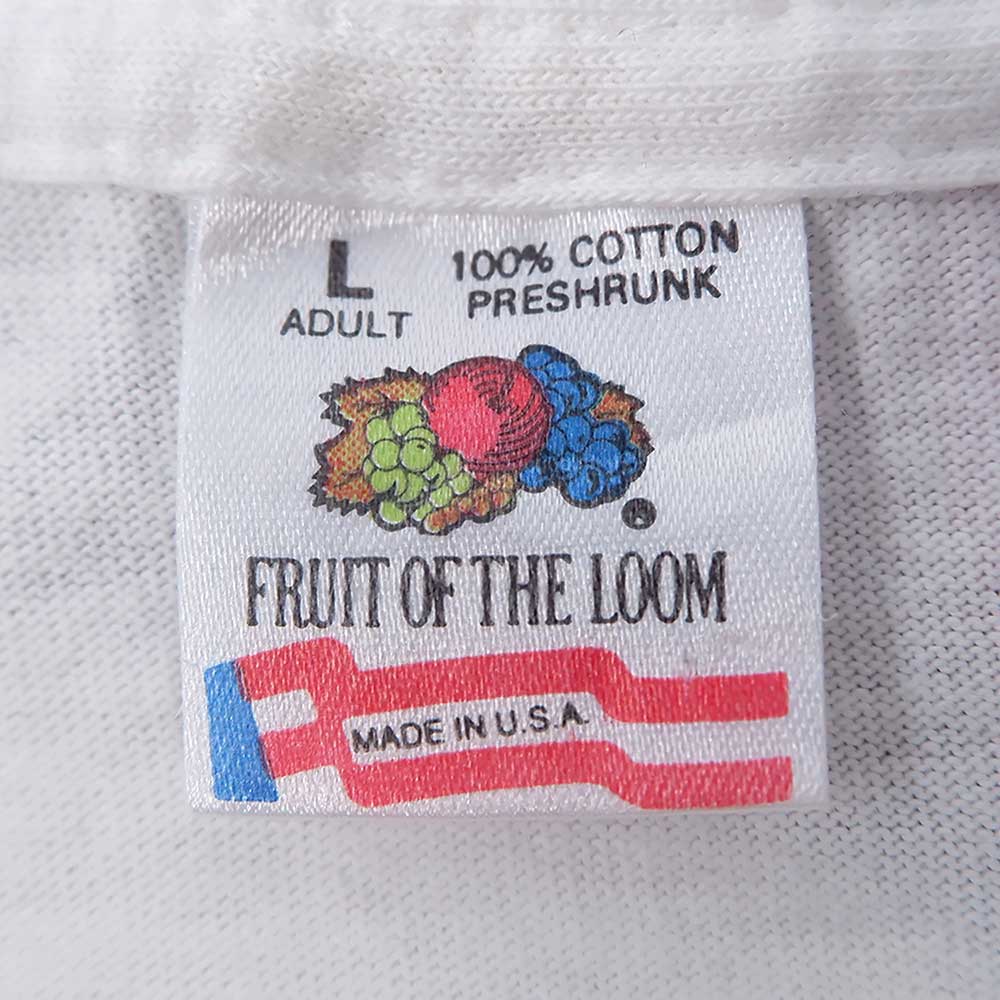 L
ADULT
100% COTTON
PRESHRUNK
®
FRUIT OF THE LOOM
MADE IN U.S.A.